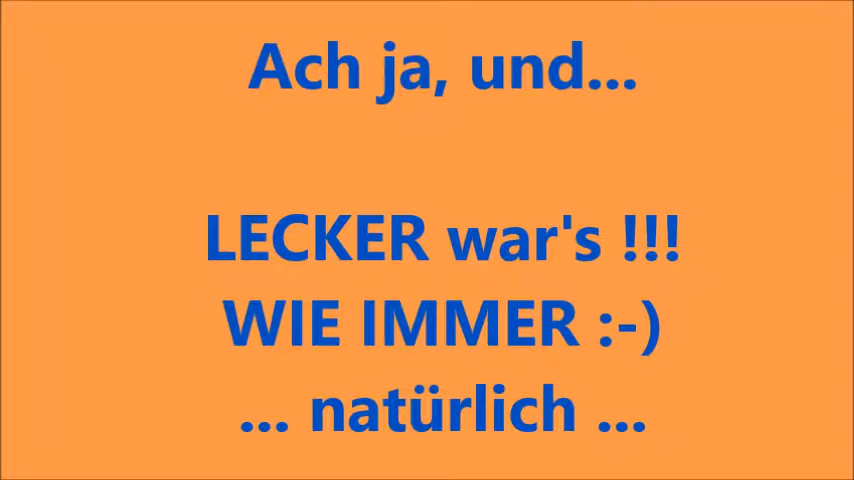 Ach ja, und...
LECKER war's !!!
WIE IMMER :-)
... natürlich ...